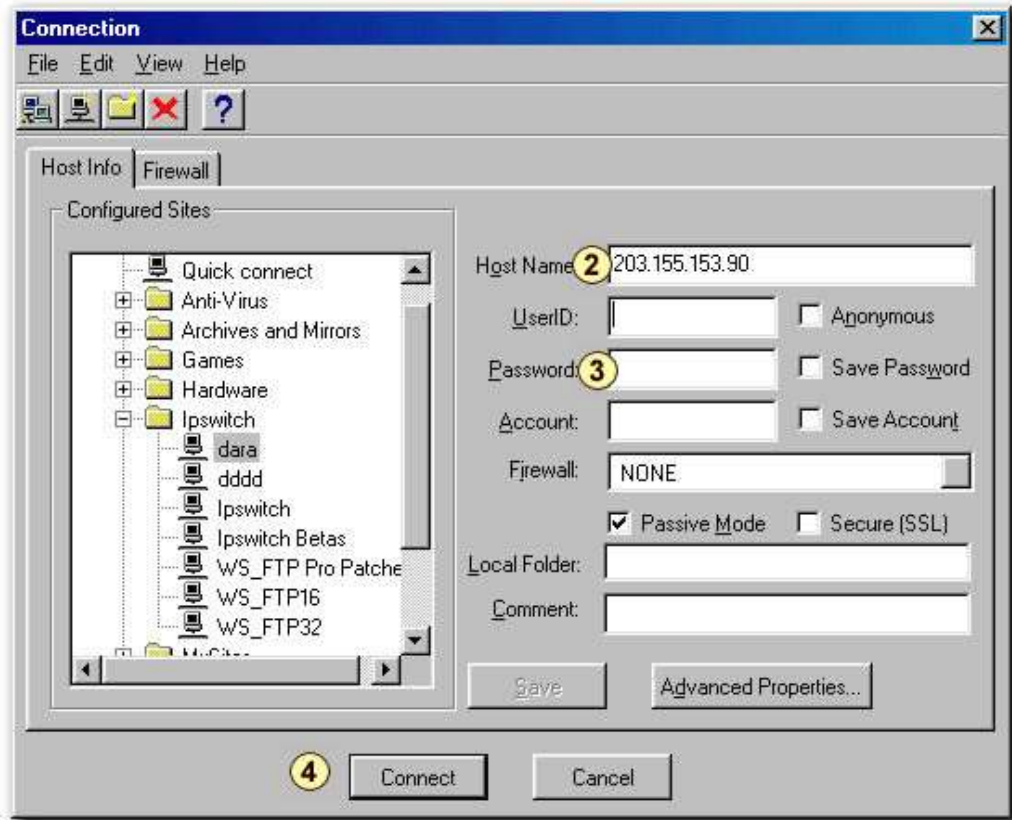 Connection
File Edit View Help
?
Host Info Firewall
Configured Sites
Quick connect
Anti-Virus
Archives and Mirrors
Games
Hardware
Ipswitch
dara
dddd
Ipswitch
Ipswitch Betas
WS_FTP Pro Patche
WS_FTP16
WS_FTP32
Host Name 2 203.155.153.90
UserID: Anonymous
Password: 3 Save Password
Account: Save Account
Firewall: NONE
Passive Mode Secure (SSL)
Local Folder:
Comment:
Save Advanced Properties...
4 Connect Cancel